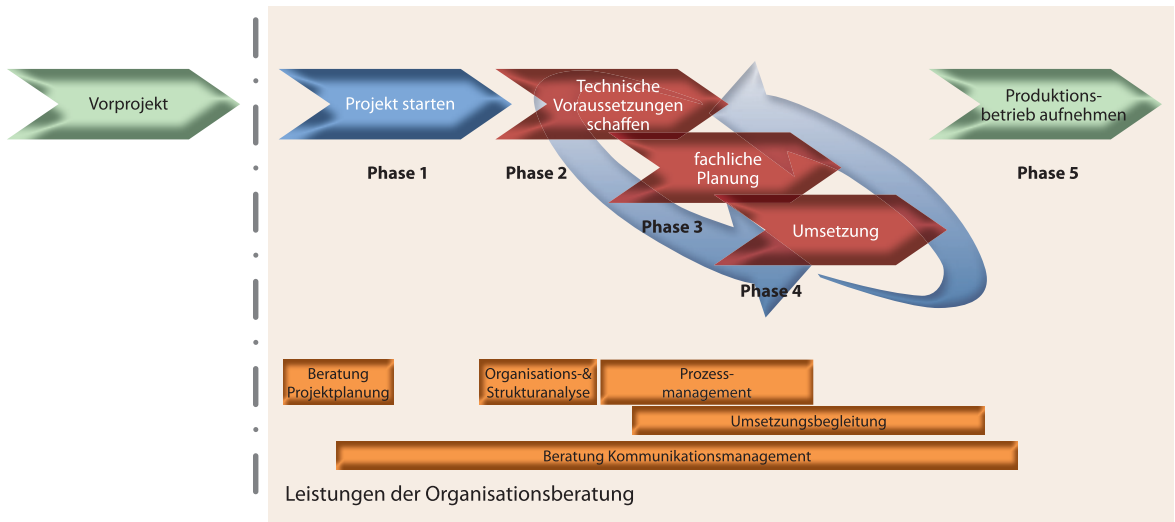 Vorprojekt
Projekt starten
Phase 1
Technische
Voraussetzungen
schaffen
Phase 2
fachliche
Planung
Phase 3
Umsetzung
Phase 4
Produktions-
betrieb aufnehmen
Phase 5
Beratung
Projektplanung
Organisations-&
Strukturanalyse
Prozess-
management
Umsetzungsbegleitung
Beratung Kommunikationsmanagement
Leistungen der Organisationsberatung